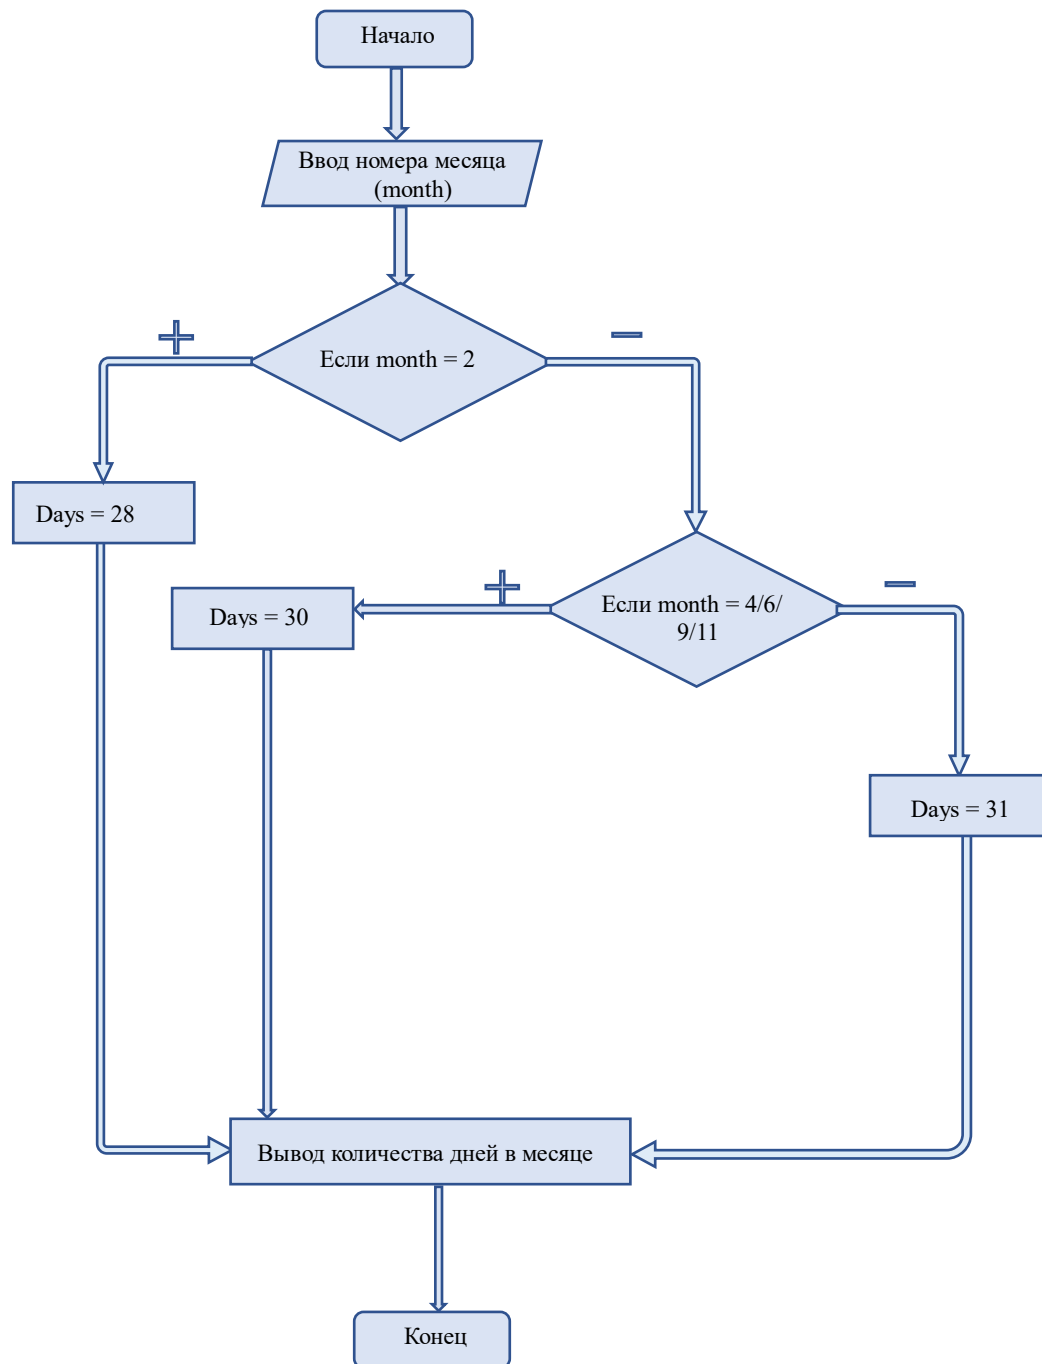 Начало
Ввод номера месяца
(month)
+
−
Если month = 2
Days = 28
+
−
Days = 30
Если month = 4/6/
9/11
Days = 31
Вывод количества дней в месяце
Конец